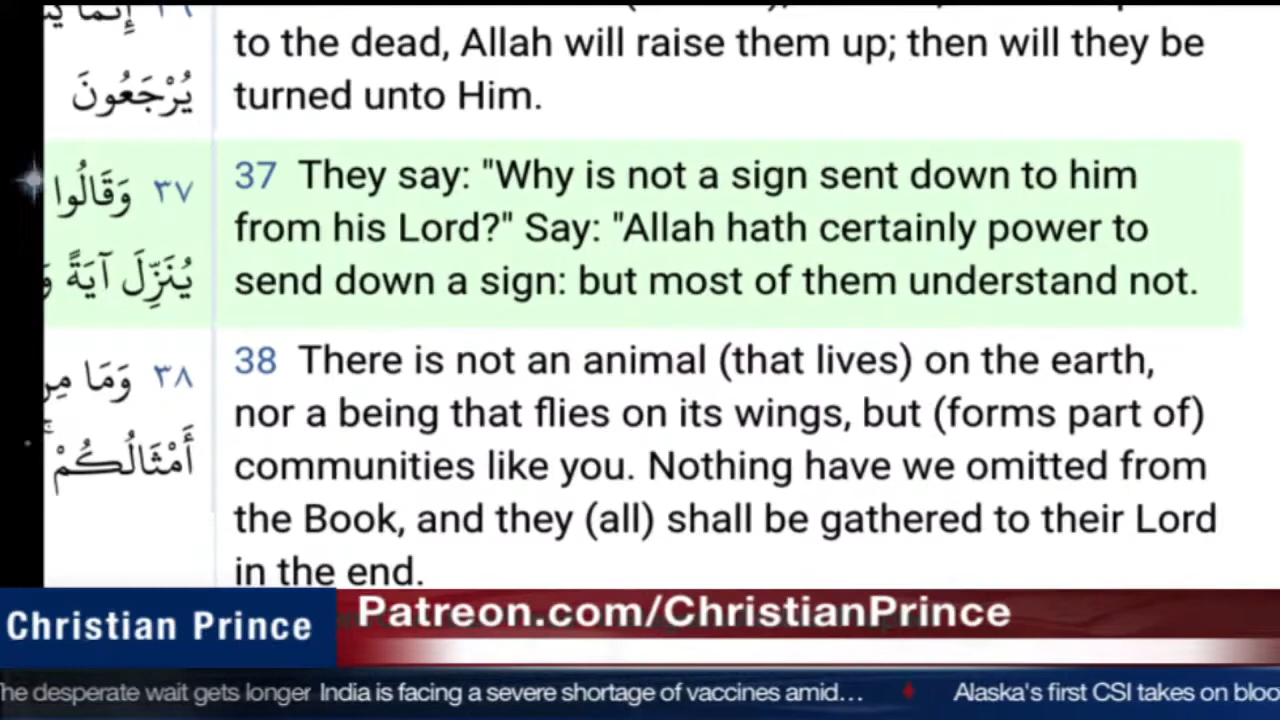 ٣٦ إِنَّمَا
to the dead, Allah will raise them up; then will they be
يُرْجَعُونَ
turned unto Him.
٣٧ وَقَالُوا
37 They say: "Why is not a sign sent down to him
from his Lord?" Say: "Allah hath certainly power to
يُنَزِّلَ آيَةً
send down a sign: but most of them understand not.
٣٨ وَمَا مِن
38 There is not an animal (that lives) on the earth,
nor a being that flies on its wings, but (forms part of)
أَمْثَالُكُمْ ۚ
communities like you. Nothing have we omitted from
the Book, and they (all) shall be gathered to their Lord
in the end.
Christian Prince
Patreon.com/ChristianPrince
he desperate wait gets longer India is facing a severe shortage of vaccines amid... Alaska's first CSI takes on bloo